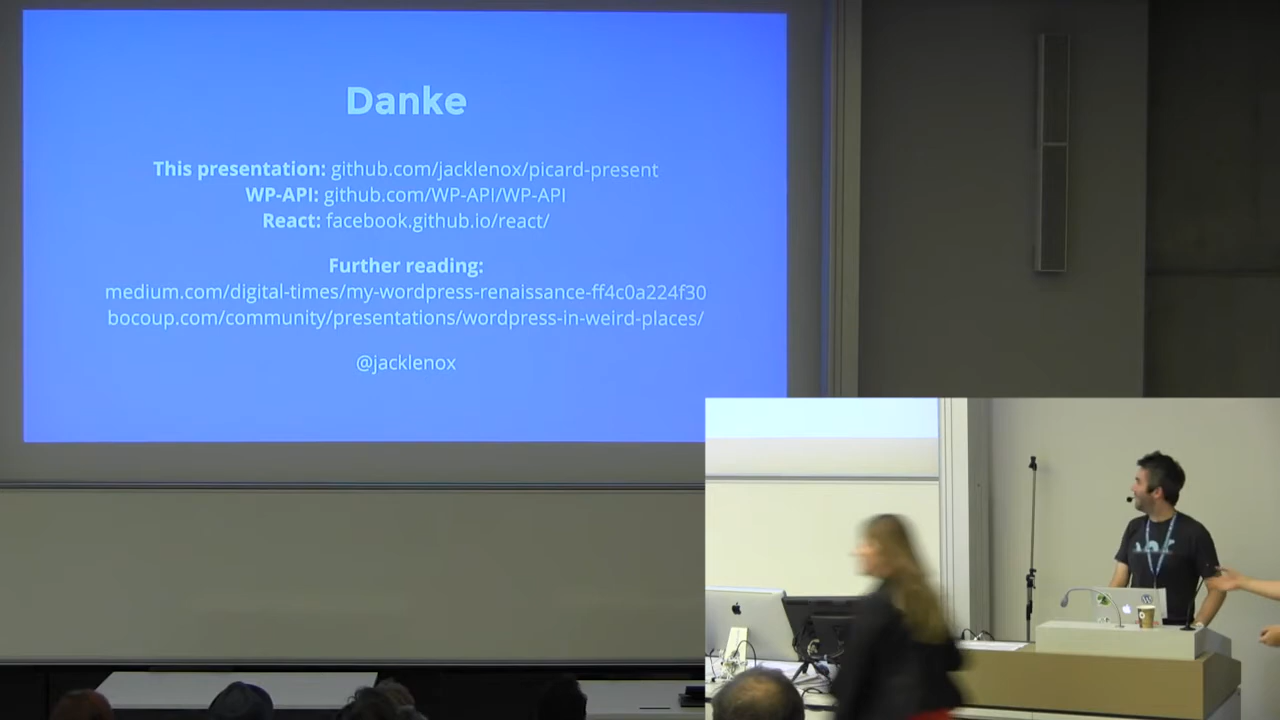 Danke
This presentation: github.com/jacklenox/picard-present
WP-API: github.com/WP-API/WP-API
React: facebook.github.io/react/
Further reading:
medium.com/digital-times/my-wordpress-renaissance-ff4c0a224f30
bocoup.com/community/presentations/wordpress-in-weird-places/
@jacklenox